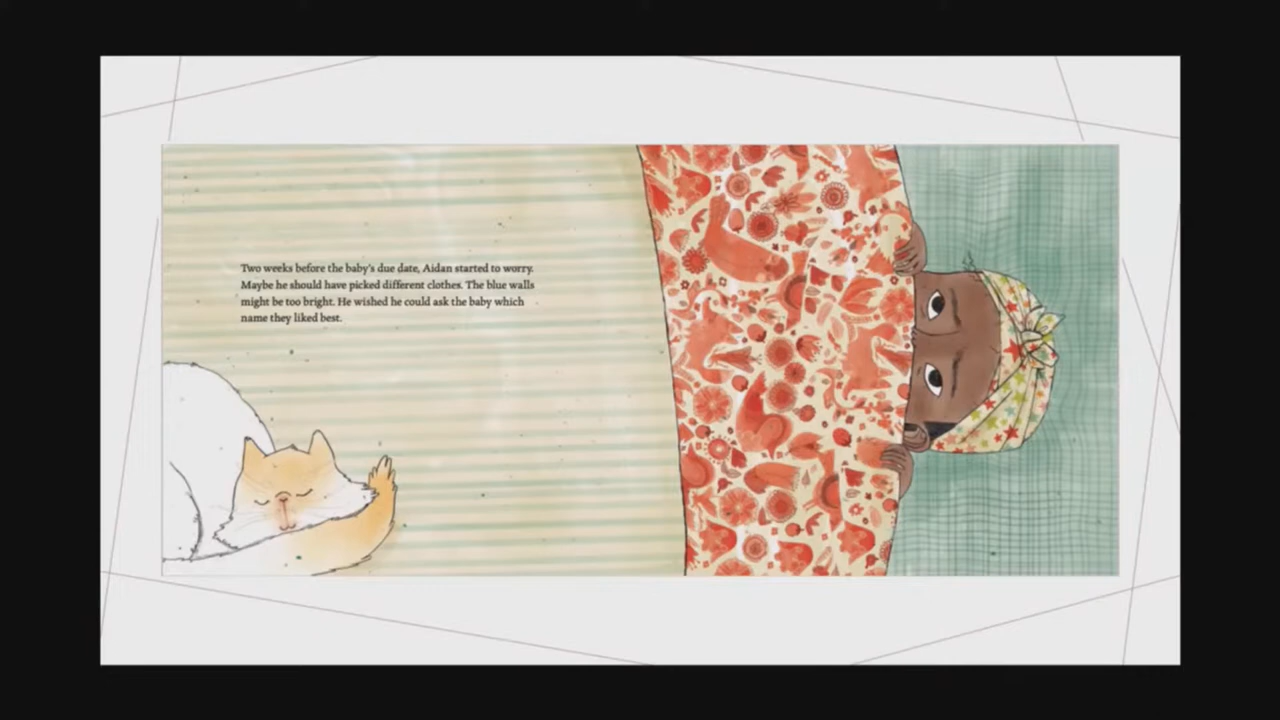 Two weeks before the baby's due date, Aidan started to worry.
Maybe he should have picked different clothes. The blue walls
might be too bright. He wished he could ask the baby which
name they liked best.